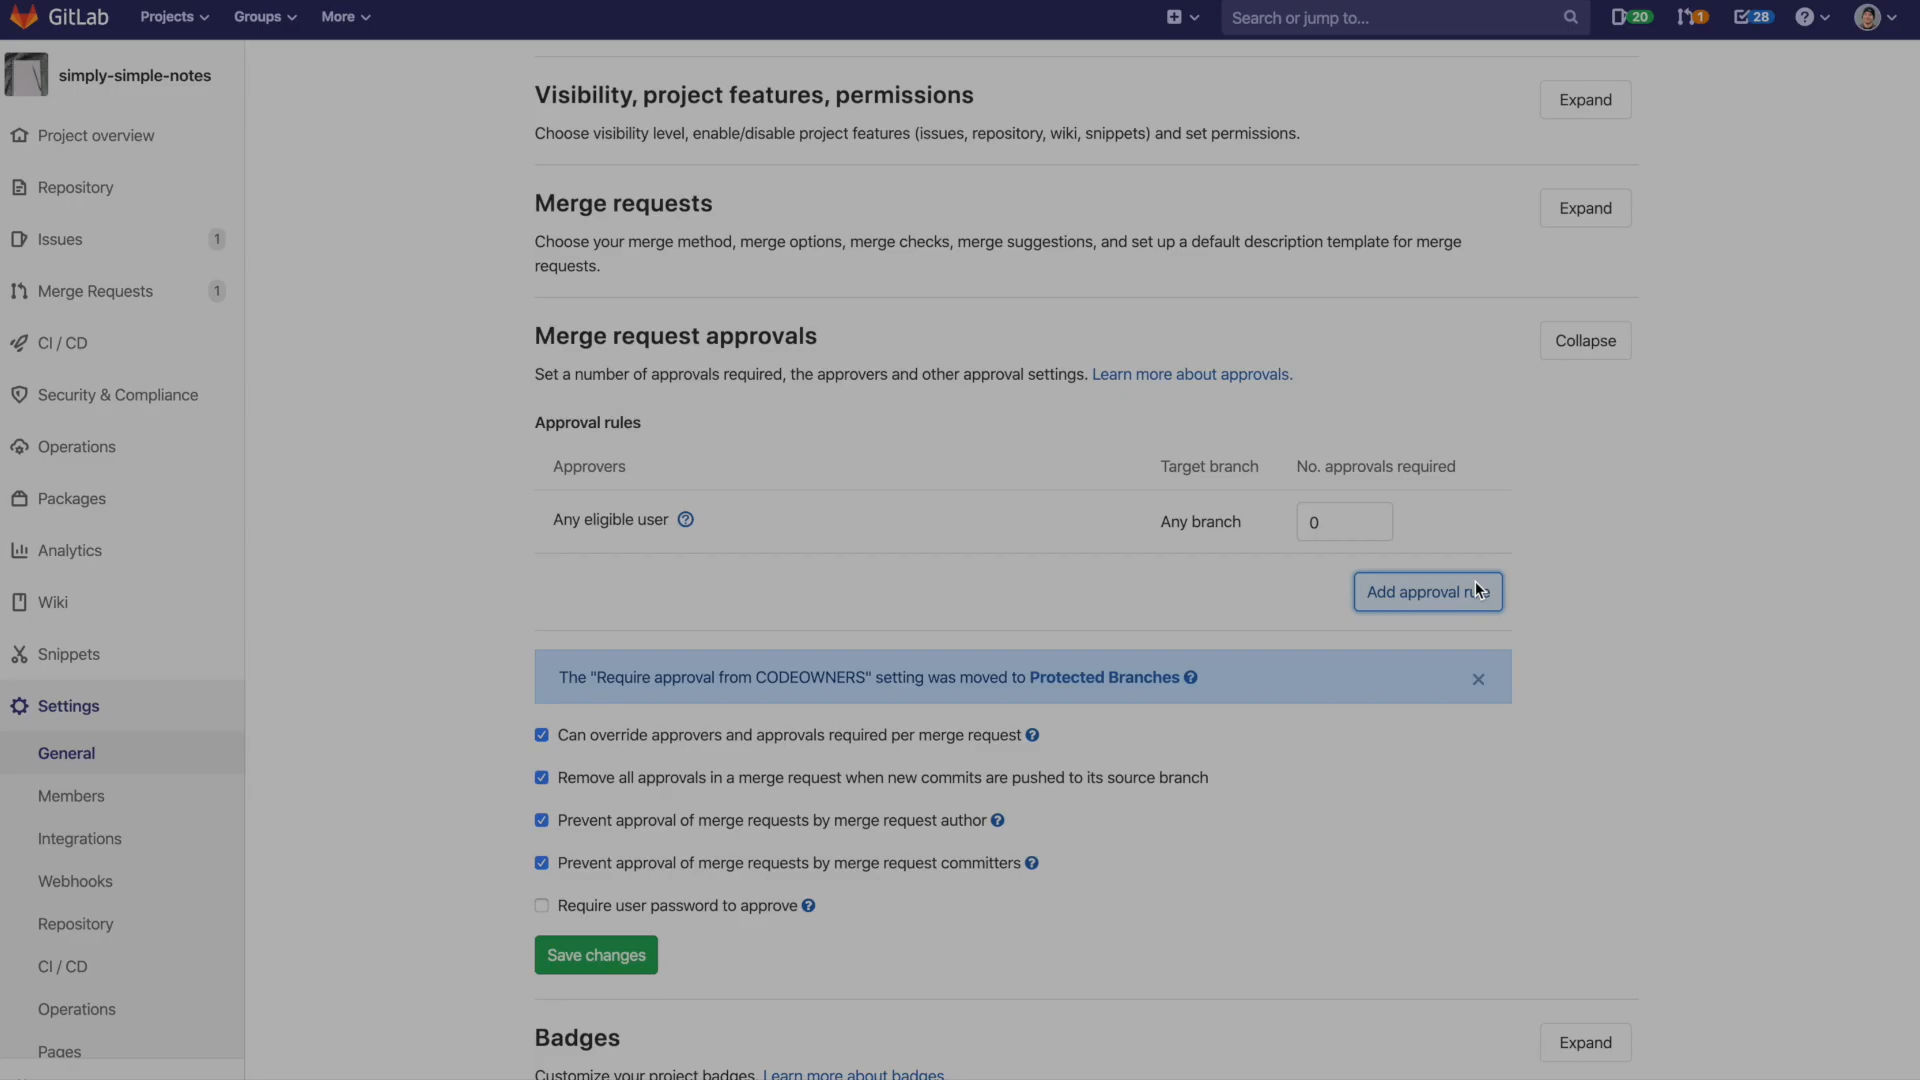 GitLab
Projects
Groups
More
Search or jump to...
20
1
28
simply-simple-notes
Project overview
Repository
Issues
1
Merge Requests
1
CI / CD
Security & Compliance
Operations
Packages
Analytics
Wiki
Snippets
Settings
General
Members
Integrations
Webhooks
Repository
CI / CD
Operations
Pages
Visibility, project features, permissions
Expand
Choose visibility level, enable/disable project features (issues, repository, wiki, snippets) and set permissions.
Merge requests
Expand
Choose your merge method, merge options, merge checks, merge suggestions, and set up a default description template for merge
requests.
Merge request approvals
Collapse
Set a number of approvals required, the approvers and other approval settings. Learn more about approvals.
Approval rules
Approvers
Target branch
No. approvals required
Any eligible user
Any branch
0
Add approval rule
The "Require approval from CODEOWNERS" setting was moved to Protected Branches
Can override approvers and approvals required per merge request
Remove all approvals in a merge request when new commits are pushed to its source branch
Prevent approval of merge requests by merge request author
Prevent approval of merge requests by merge request committers
Require user password to approve
Save changes
Badges
Expand
Customize your project badges. Learn more about badges.